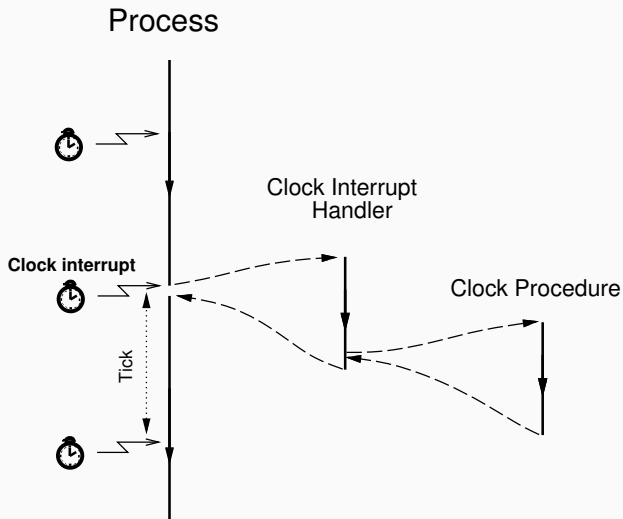 Process
Clock Interrupt
Handler
Clock interrupt
Clock Procedure
Tick